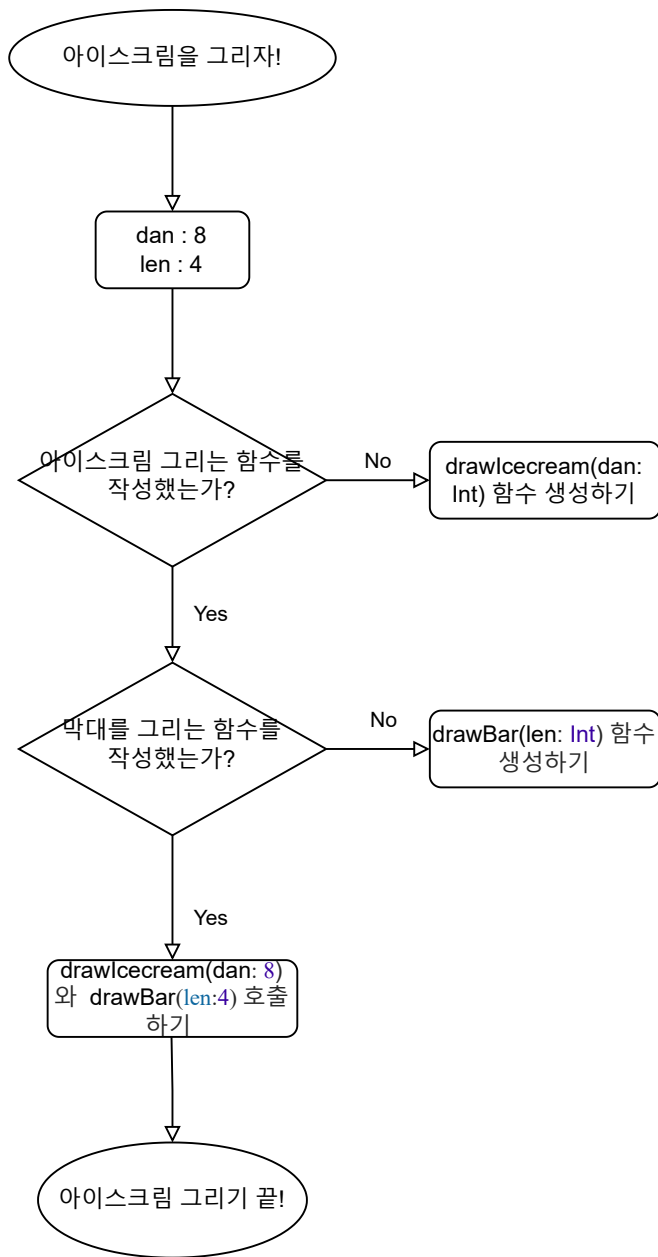 아이스크림을 그리자!
dan : 8
len : 4
아이스크림 그리는 함수를
작성했는가?
No
drawIcecream(dan:
Int) 함수 생성하기
Yes
막대를 그리는 함수를
작성했는가?
No
drawBar(len: Int) 함수
생성하기
Yes
drawIcecream(dan: 8)
와 drawBar(len:4) 호출
하기
아이스크림 그리기 끝!